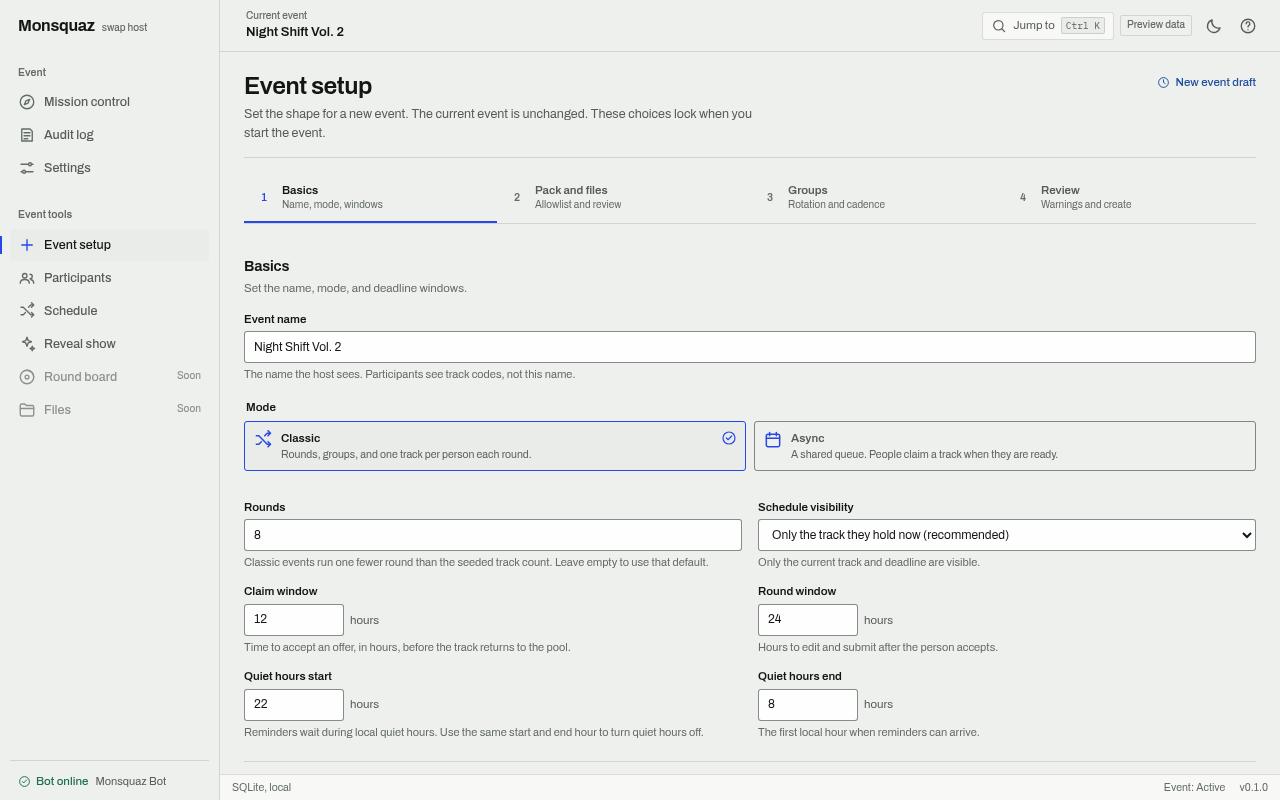 Monsquaz swap host
Current event
Night Shift Vol. 2
Jump to Ctrl K
Preview data
Event
Mission control
Audit log
Settings
Event tools
Event setup
Participants
Schedule
Reveal show
Round board Soon
Files Soon
Bot online Monsquaz Bot
Event setup
New event draft
Set the shape for a new event. The current event is unchanged. These choices lock when you
start the event.
1 Basics
Name, mode, windows
2 Pack and files
Allowlist and review
3 Groups
Rotation and cadence
4 Review
Warnings and create
Basics
Set the name, mode, and deadline windows.
Event name
Night Shift Vol. 2
The name the host sees. Participants see track codes, not this name.
Mode
Classic
Rounds, groups, and one track per person each round.
Async
A shared queue. People claim a track when they are ready.
Rounds
8
Classic events run one fewer round than the seeded track count. Leave empty to use that default.
Schedule visibility
Only the track they hold now (recommended)
Only the current track and deadline are visible.
Claim window
12 hours
Time to accept an offer, in hours, before the track returns to the pool.
Round window
24 hours
Hours to edit and submit after the person accepts.
Quiet hours start
22 hours
Reminders wait during local quiet hours. Use the same start and end hour to turn quiet hours off.
Quiet hours end
8 hours
The first local hour when reminders can arrive.
SQLite, local
Event: Active v0.1.0